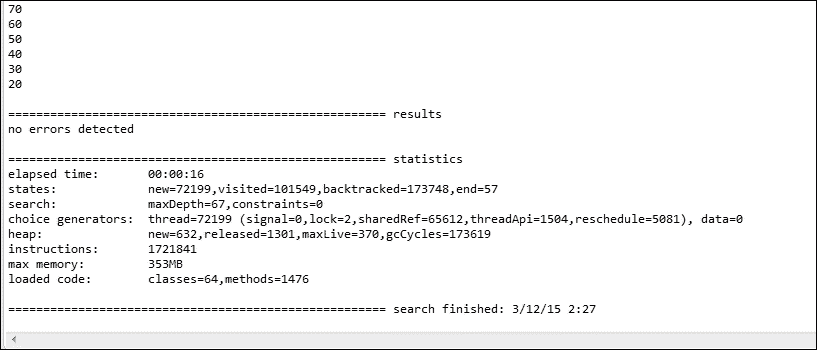 70
60
50
40
30
20
====================================================== results
no errors detected
====================================================== statistics
elapsed time:       00:00:16
states:             new=72199,visited=101549,backtracked=173748,end=57
search:             maxDepth=67,constraints=0
choice generators:  thread=72199 (signal=0,lock=2,sharedRef=65612,threadApi=1504,reschedule=5081), data=0
heap:               new=632,released=1301,maxLive=370,gcCycles=173619
instructions:       1721841
max memory:         353MB
loaded code:        classes=64,methods=1476
====================================================== search finished: 3/12/15 2:27